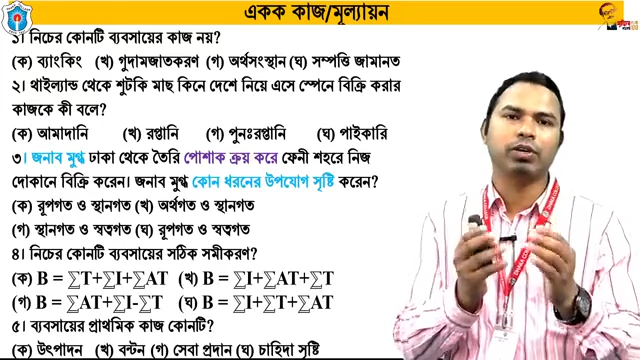 একক কাজ/মূল্যায়ন
১। নিচের কোনটি ব্যবসায়ের কাজ নয়?
(ক) ব্যাংকিং (খ) গুদামজাতকরণ (গ) অর্থসংস্থান (ঘ) সম্পত্তি জামানত
২। থাইল্যান্ড থেকে শুটকি মাছ কিনে দেশে নিয়ে এসে স্পেনে বিক্রি করার
কাজকে কী বলে?
(ক) আমাদানি (খ) রপ্তানি (গ) পুনঃরপ্তানি (ঘ) পাইকারি
৩। জনাব মুগ্ধ ঢাকা থেকে তৈরি পোশাক ক্রয় করে ফেনী শহরে নিজ
দোকানে বিক্রি করেন। জনাব মুগ্ধ কোন ধরনের উপযোগ সৃষ্টি করেন?
(ক) রূপগত ও স্থানগত (খ) অর্থগত ও স্থানগত
(গ) স্থানগত ও স্বত্বগত (ঘ) রূপগত ও স্বত্বগত
৪। নিচের কোনটি ব্যবসায়ের সঠিক সমীকরণ?
(ক) B = ∑T+∑I+∑AT (খ) B = ∑I+∑AT+∑T
(গ) B = ∑AT+∑I-∑T (ঘ) B = ∑I+∑T+∑AT
৫। ব্যবসায়ের প্রাথমিক কাজ কোনটি?
(ক) উৎপাদন (খ) বন্টন (গ) সেবা প্রদান (ঘ) চাহিদা সৃষ্টি